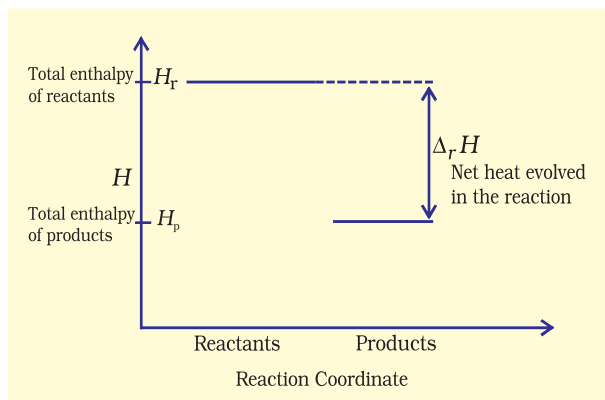 Total enthalpy
of reactants
Hr
ΔrH
Net heat evolved
in the reaction
H
Total enthalpy
of products
Hp
Reactants Products
Reaction Coordinate